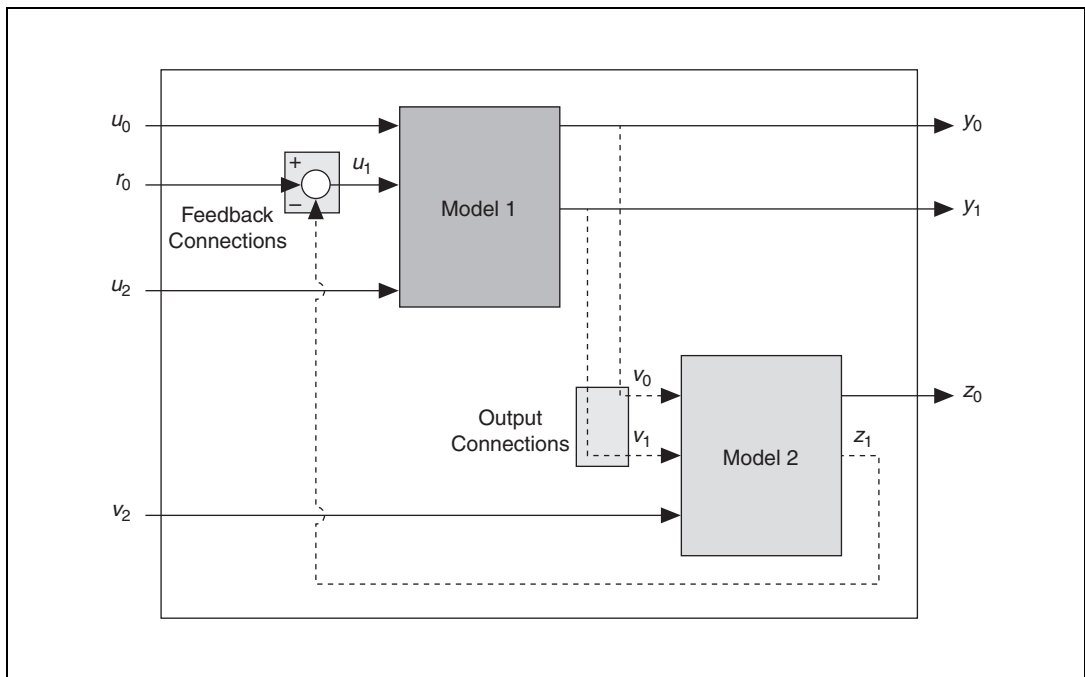 u0
y0
+
u1
r0
−
Model 1
y1
Feedback
Connections
u2
v0
z0
Output
Connections
v1
z1
Model 2
v2